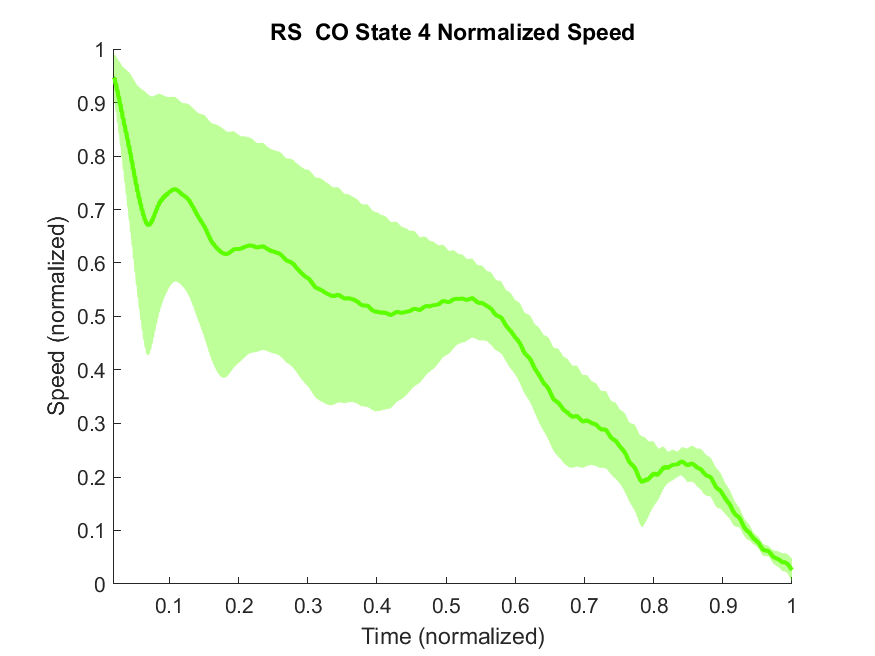 RS  CO State 4 Normalized Speed
1
0.9
0.8
0.7
0.6
0.5
0.4
0.3
0.2
0.1
0
Speed (normalized)
0.1 0.2 0.3 0.4 0.5 0.6 0.7 0.8 0.9 1
Time (normalized)